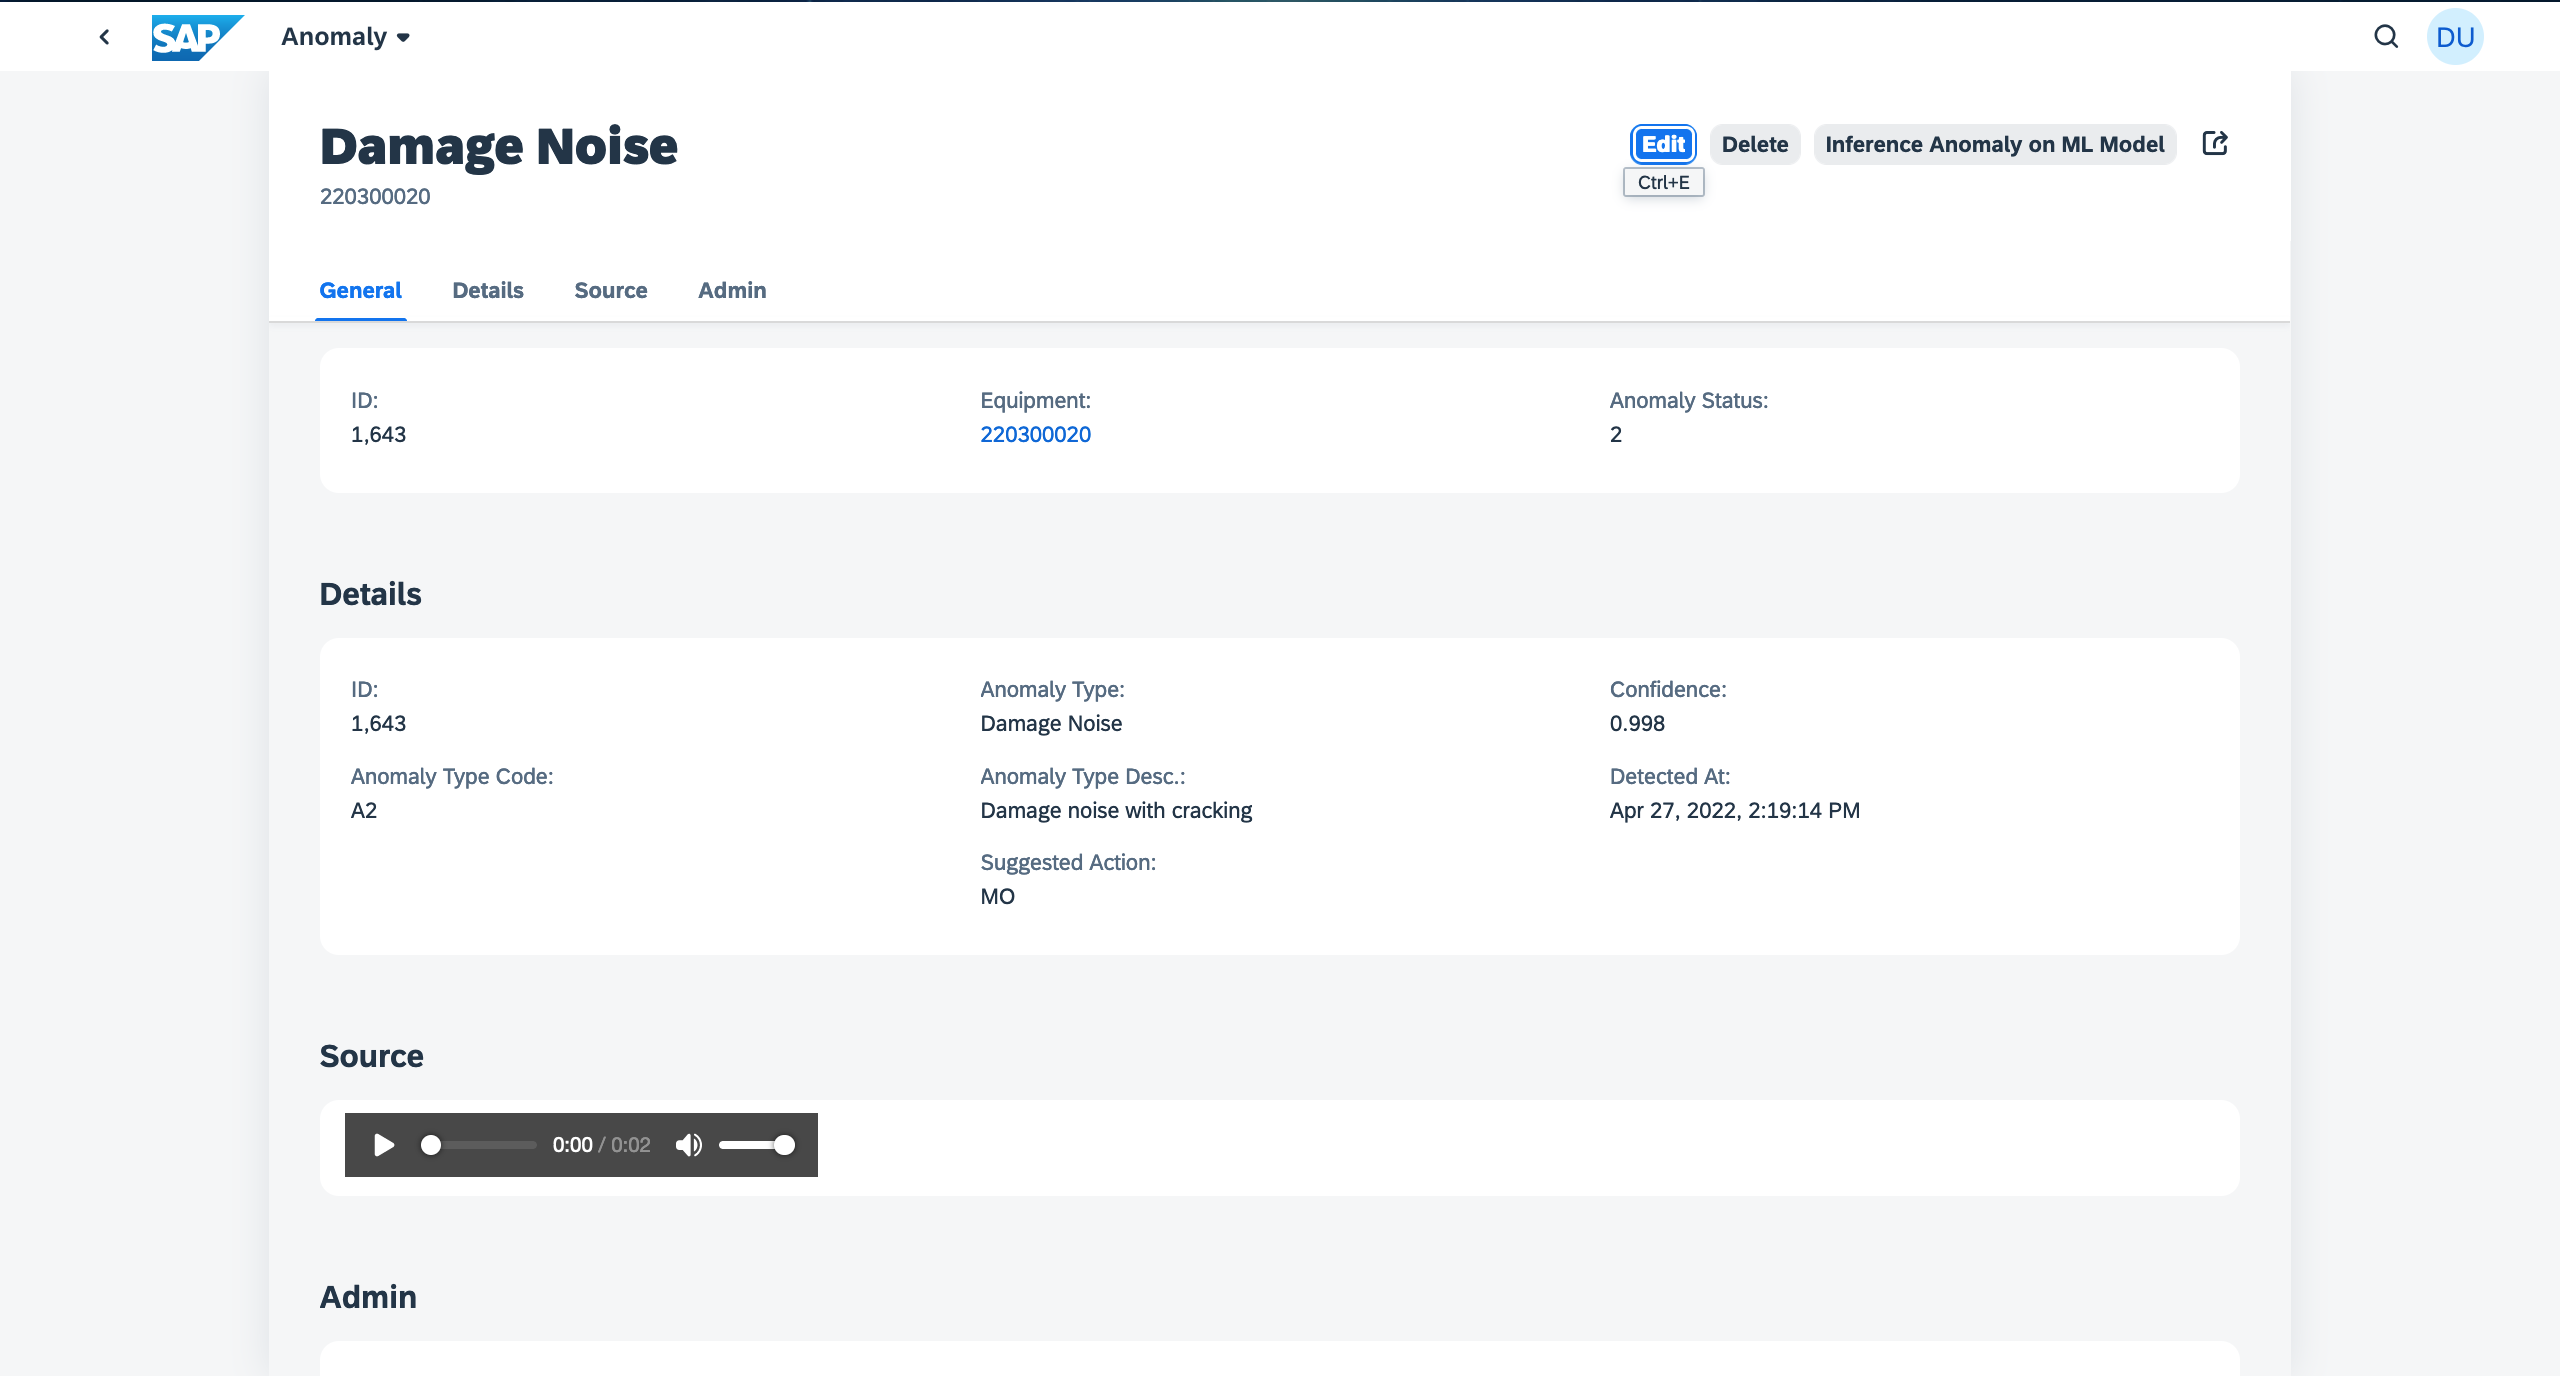 SAP Anomaly DU
Damage Noise
220300020
Edit Delete Inference Anomaly on ML Model
Ctrl+E
General Details Source Admin
ID: Equipment: Anomaly Status:
1,643 220300020 2
Details
ID: Anomaly Type: Confidence:
1,643 Damage Noise 0.998
Anomaly Type Code: Anomaly Type Desc.: Detected At:
A2 Damage noise with cracking Apr 27, 2022, 2:19:14 PM
Suggested Action:
MO
Source
0:00 / 0:02
Admin